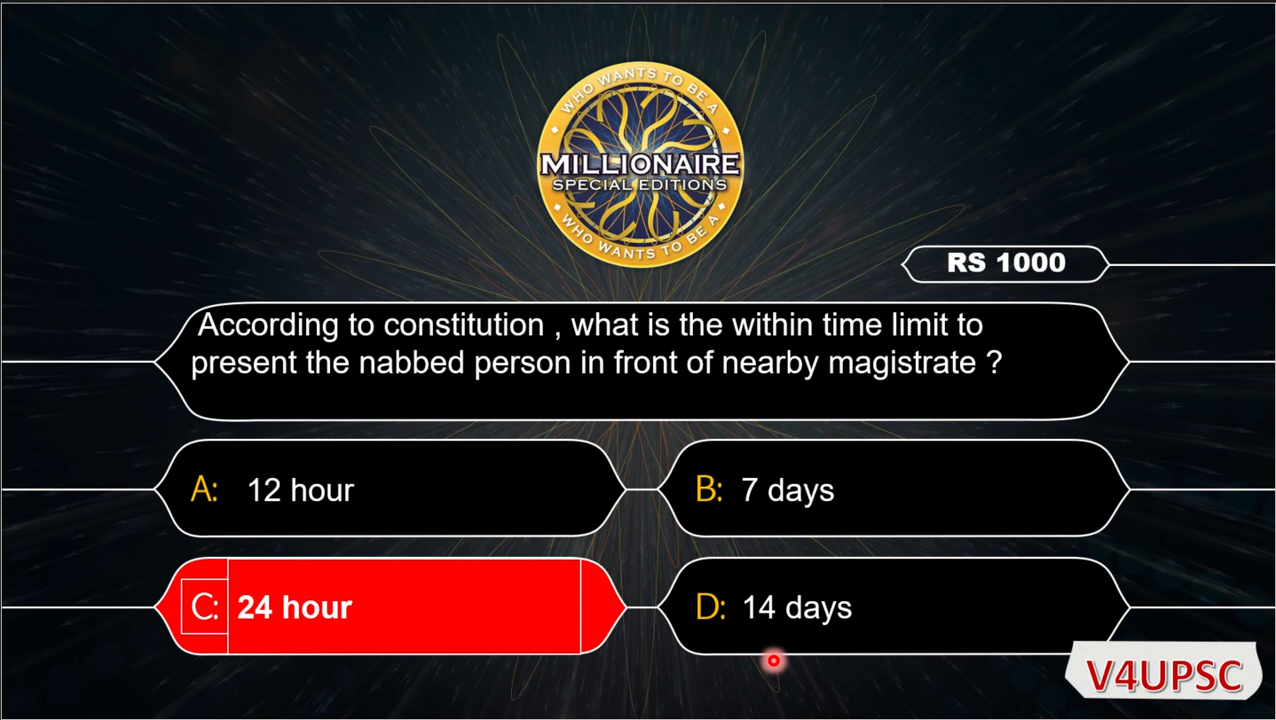 WHO WANTS TO BE A
MILLIONAIRE
SPECIAL EDITIONS
WHO WANTS TO BE A
RS 1000
According to constitution , what is the within time limit to
present the nabbed person in front of nearby magistrate ?
A: 12 hour
B: 7 days
C: 24 hour
D: 14 days
V4UPSC